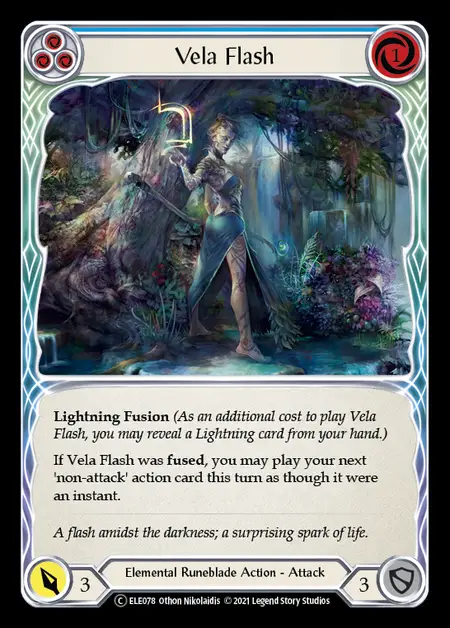 Vela Flash
1
Lightning Fusion (As an additional cost to play Vela
Flash, you may reveal a Lightning card from your hand.)
If Vela Flash was fused, you may play your next
'non-attack' action card this turn as though it were
an instant.
A flash amidst the darkness; a surprising spark of life.
3
Elemental Runeblade Action - Attack
3
C ELE078 Othon Nikolaidis © 2021 Legend Story Studios